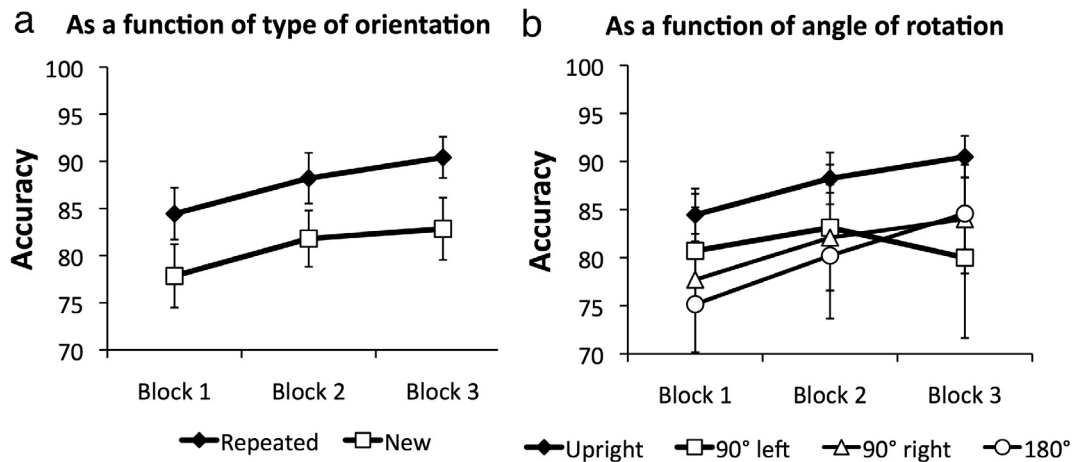 a As a function of type of orientation
100
95
90
85
80
75
70
Accuracy
Block 1 Block 2 Block 3
Repeated New
b As a function of angle of rotation
100
95
90
85
80
75
70
Accuracy
Block 1 Block 2 Block 3
Upright 90° left 90° right 180°